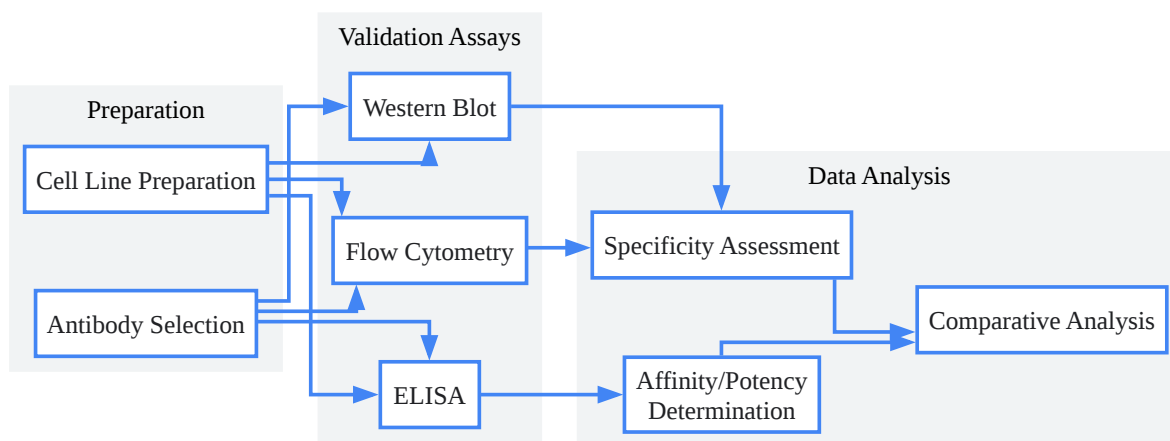 Preparation
Cell Line Preparation
Antibody Selection
Validation Assays
Western Blot
Flow Cytometry
ELISA
Data Analysis
Specificity Assessment
Affinity/Potency
Determination
Comparative Analysis